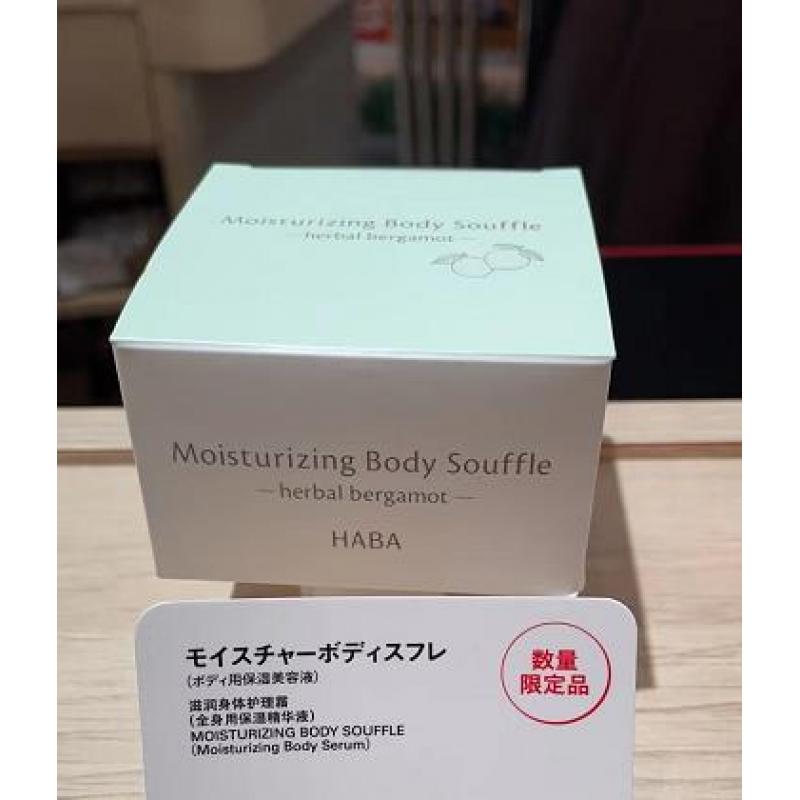 Moisturizing Body Souffle
— herbal bergamot —
Moisturizing Body Souffle
— herbal bergamot —
HABA
モイスチャーボディスフレ
(ボディ用保湿美容液)
数量
限定品
滋润身体护理霜
(全身用保湿精华液)
MOISTURIZING BODY SOUFFLE
(Moisturizing Body Serum)